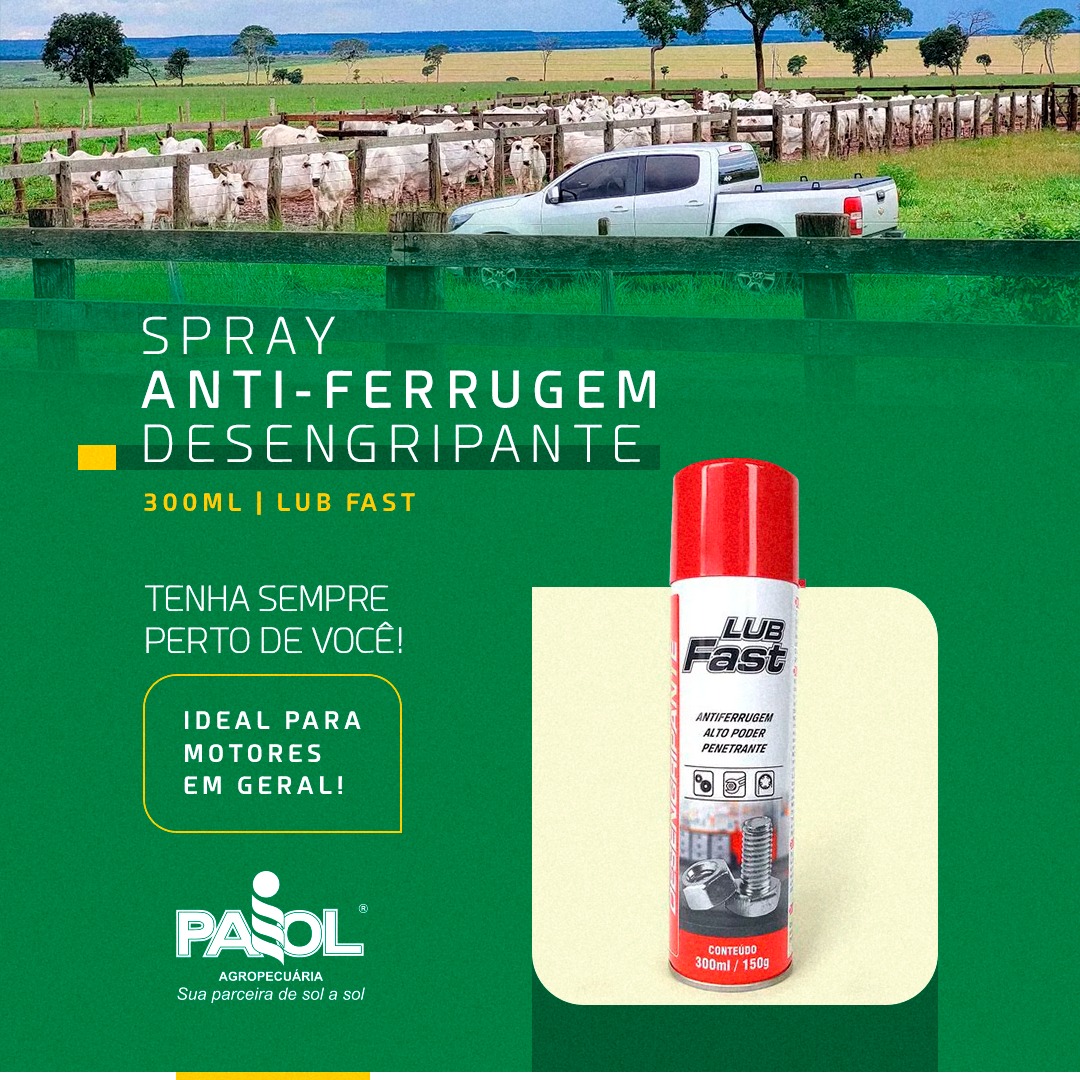 SPRAY
ANTI-FERRUGEM
DESENGRIPANTE
300ML | LUB FAST
TENHA SEMPRE
PERTO DE VOCÊ!
IDEAL PARA
MOTORES
EM GERAL!
PAIOL®
AGROPECUÁRIA
Sua parceira de sol a sol
LUB
Fast
DESENGRIPANTE
ANTIFERRUGEM
ALTO PODER
PENETRANTE
CONTEÚDO
300ml / 150g